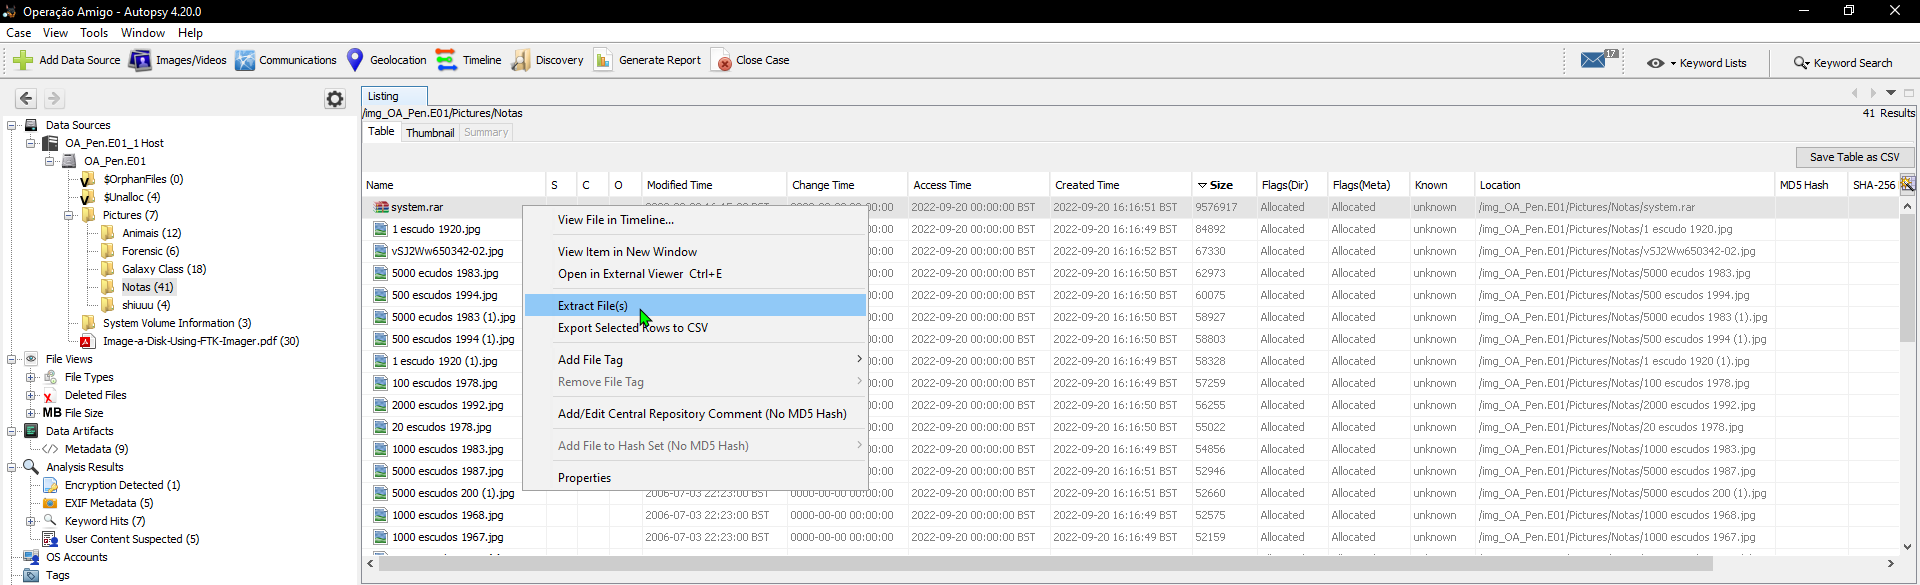 Operação Amigo - Autopsy 4.20.0
Case View Tools Window Help
Add Data Source Images/Videos Communications Geolocation Timeline Discovery Generate Report Close Case 17 Keyword Lists Keyword Search
Listing
/img_OA_Pen.E01/Pictures/Notas 41 Results
Table Thumbnail Summary
Save Table as CSV
Data Sources
OA_Pen.E01_1 Host
OA_Pen.E01
$OrphanFiles (0)
$Unalloc (4)
Pictures (7)
Animais (12)
Forensic (6)
Galaxy Class (18)
Notas (41)
shiuuu (4)
System Volume Information (3)
Image-a-Disk-Using-FTK-Imager.pdf (30)
File Views
File Types
Deleted Files
MB File Size
Data Artifacts
Metadata (9)
Analysis Results
Encryption Detected (1)
EXIF Metadata (5)
Keyword Hits (7)
User Content Suspected (5)
OS Accounts
Tags
Name S C O Modified Time Change Time Access Time Created Time Size Flags(Dir) Flags(Meta) Known Location MD5 Hash SHA-256
system.rar 2022-09-20 00:00:00 BST 2022-09-20 16:16:51 BST 9576917 Allocated Allocated unknown /img_OA_Pen.E01/Pictures/Notas/system.rar
1 escudo 1920.jpg 00:00 2022-09-20 00:00:00 BST 2022-09-20 16:16:49 BST 84892 Allocated Allocated unknown /img_OA_Pen.E01/Pictures/Notas/1 escudo 1920.jpg
vSJ2Ww650342-02.jpg 00:00 2022-09-20 00:00:00 BST 2022-09-20 16:16:52 BST 67330 Allocated Allocated unknown /img_OA_Pen.E01/Pictures/Notas/vSJ2Ww650342-02.jpg
5000 ecudos 1983.jpg 00:00 2022-09-20 00:00:00 BST 2022-09-20 16:16:50 BST 62973 Allocated Allocated unknown /img_OA_Pen.E01/Pictures/Notas/5000 ecudos 1983.jpg
500 escudos 1994.jpg 00:00 2022-09-20 00:00:00 BST 2022-09-20 16:16:50 BST 60075 Allocated Allocated unknown /img_OA_Pen.E01/Pictures/Notas/500 escudos 1994.jpg
5000 ecudos 1983 (1).jpg 00:00 2022-09-20 00:00:00 BST 2022-09-20 16:16:50 BST 58927 Allocated Allocated unknown /img_OA_Pen.E01/Pictures/Notas/5000 ecudos 1983 (1).jpg
500 escudos 1994 (1).jpg 00:00 2022-09-20 00:00:00 BST 2022-09-20 16:16:50 BST 58803 Allocated Allocated unknown /img_OA_Pen.E01/Pictures/Notas/500 escudos 1994 (1).jpg
1 escudo 1920 (1).jpg 00:00 2022-09-20 00:00:00 BST 2022-09-20 16:16:49 BST 58328 Allocated Allocated unknown /img_OA_Pen.E01/Pictures/Notas/1 escudo 1920 (1).jpg
100 escudos 1978.jpg 00:00 2022-09-20 00:00:00 BST 2022-09-20 16:16:49 BST 57259 Allocated Allocated unknown /img_OA_Pen.E01/Pictures/Notas/100 escudos 1978.jpg
2000 escudos 1992.jpg 00:00 2022-09-20 00:00:00 BST 2022-09-20 16:16:50 BST 56255 Allocated Allocated unknown /img_OA_Pen.E01/Pictures/Notas/2000 escudos 1992.jpg
20 escudos 1978.jpg 00:00 2022-09-20 00:00:00 BST 2022-09-20 16:16:50 BST 55022 Allocated Allocated unknown /img_OA_Pen.E01/Pictures/Notas/20 escudos 1978.jpg
1000 escudos 1983.jpg 00:00 2022-09-20 00:00:00 BST 2022-09-20 16:16:49 BST 54856 Allocated Allocated unknown /img_OA_Pen.E01/Pictures/Notas/1000 escudos 1983.jpg
5000 escudos 1987.jpg 00:00 2022-09-20 00:00:00 BST 2022-09-20 16:16:51 BST 52946 Allocated Allocated unknown /img_OA_Pen.E01/Pictures/Notas/5000 escudos 1987.jpg
5000 escudos 200 (1).jpg 2006-07-03 22:23:00 BST 0000-00-00 00:00:00 2022-09-20 00:00:00 BST 2022-09-20 16:16:51 BST 52660 Allocated Allocated unknown /img_OA_Pen.E01/Pictures/Notas/5000 escudos 200 (1).jpg
1000 escudos 1968.jpg 2006-07-03 22:23:00 BST 0000-00-00 00:00:00 2022-09-20 00:00:00 BST 2022-09-20 16:16:49 BST 52575 Allocated Allocated unknown /img_OA_Pen.E01/Pictures/Notas/1000 escudos 1968.jpg
1000 escudos 1967.jpg 2006-07-03 22:23:00 BST 0000-00-00 00:00:00 2022-09-20 00:00:00 BST 2022-09-20 16:16:49 BST 52159 Allocated Allocated unknown /img_OA_Pen.E01/Pictures/Notas/1000 escudos 1967.jpg
View File in Timeline...
View Item in New Window
Open in External Viewer Ctrl+E
Extract File(s)
Export Selected Rows to CSV
Add File Tag
Remove File Tag
Add/Edit Central Repository Comment (No MD5 Hash)
Add File to Hash Set (No MD5 Hash)
Properties